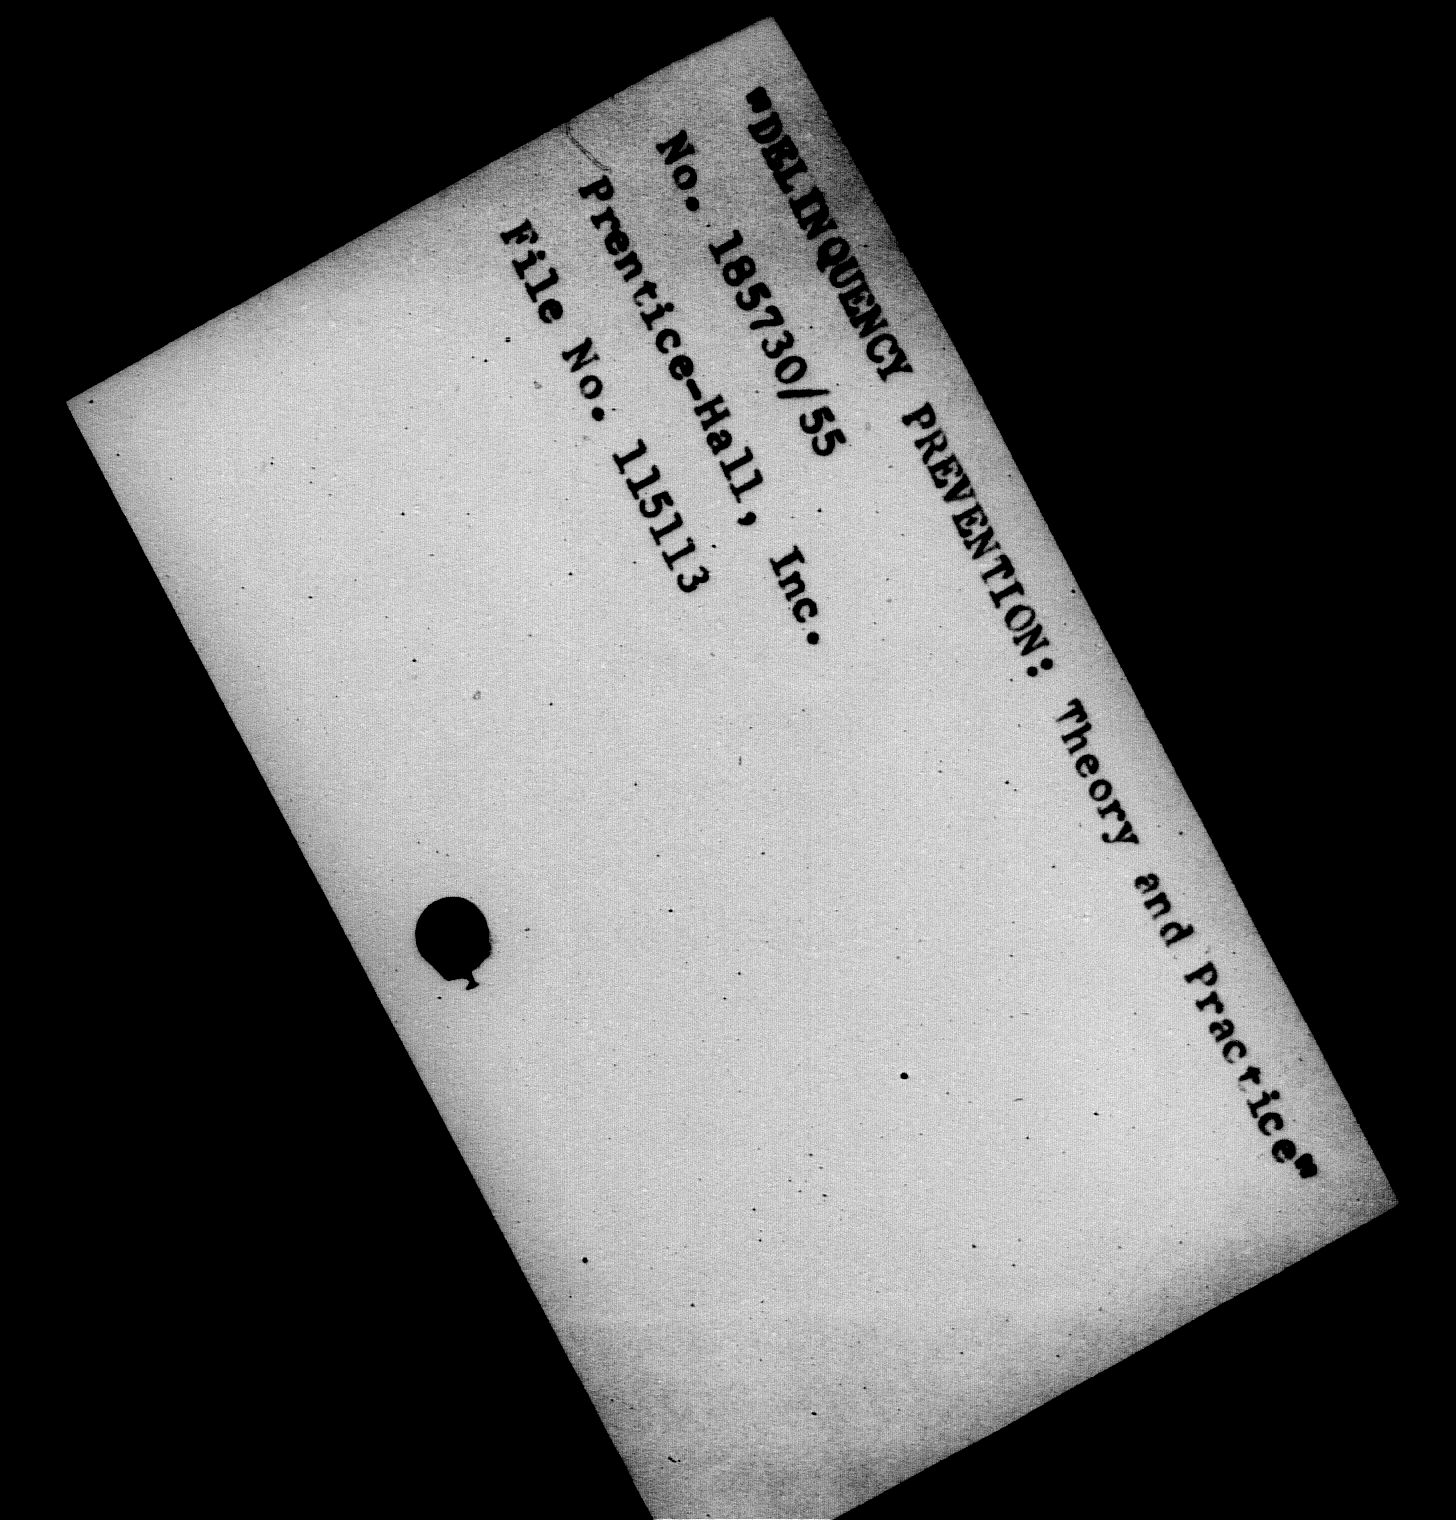 "DELINQUENCY PREVENTION: Theory and Practice"
No. 185730/55
Prentice-Hall, Inc.
File No. 115113